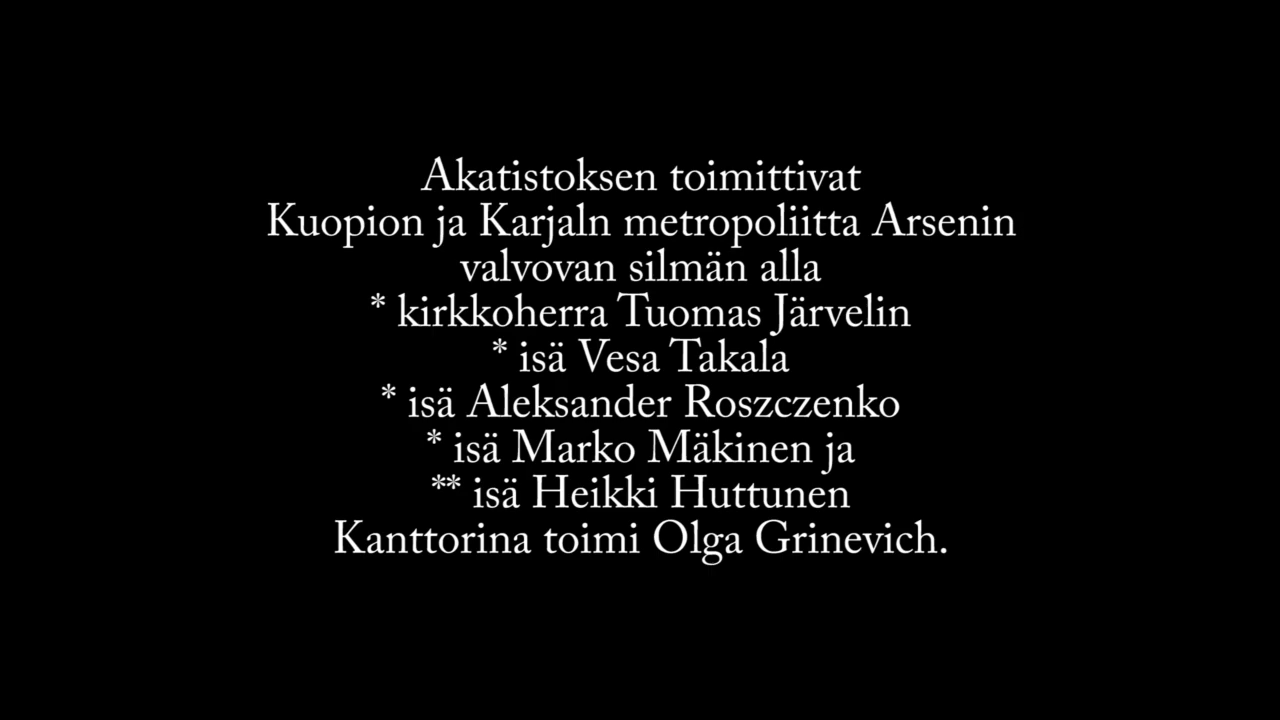 Akatistoksen toimittivat
Kuopion ja Karjaln metropoliitta Arsenin
valvovan silmän alla
* kirkkoherra Tuomas Järvelin
* isä Vesa Takala
* isä Aleksander Roszczenko
* isä Marko Mäkinen ja
** isä Heikki Huttunen
Kanttorina toimi Olga Grinevich.